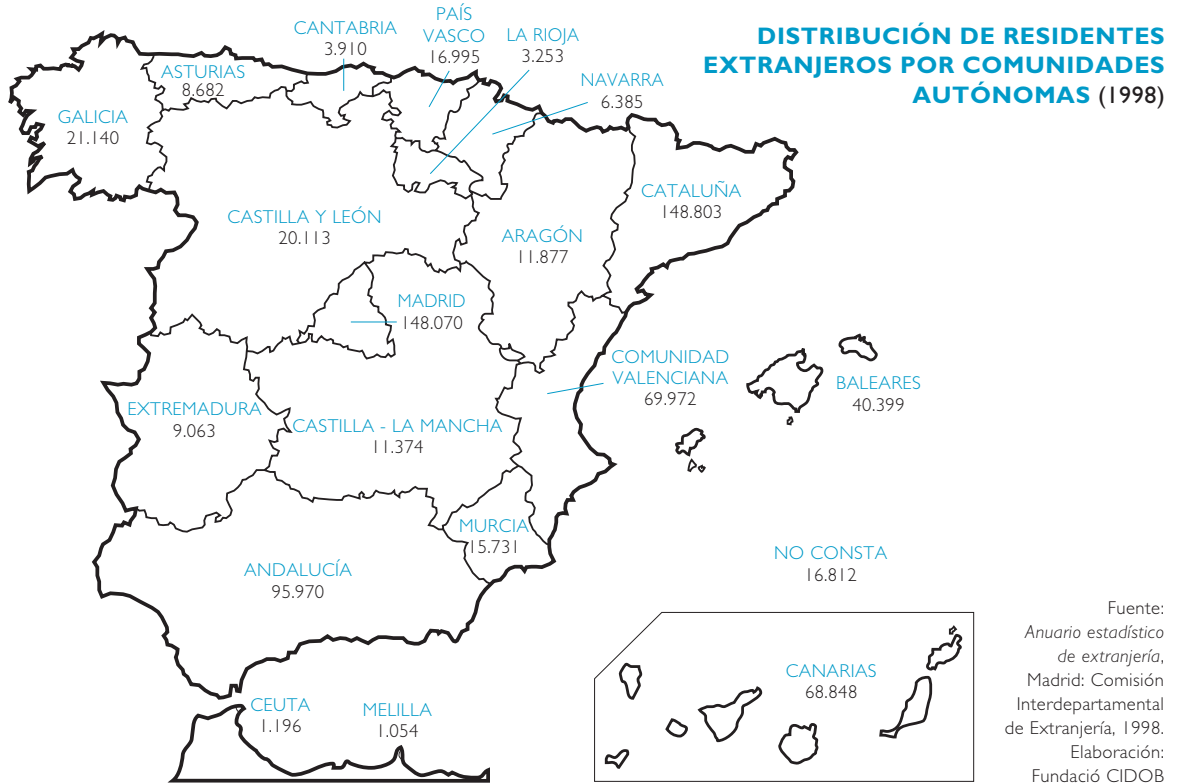 DISTRIBUCIÓN DE RESIDENTES
EXTRANJEROS POR COMUNIDADES
AUTÓNOMAS (1998)
PAÍS
VASCO
16.995
CANTABRIA
3.910
LA RIOJA
3.253
ASTURIAS
8.682
NAVARRA
6.385
GALICIA
21.140
CATALUÑA
148.803
CASTILLA Y LEÓN
20.113
ARAGÓN
11.877
MADRID
148.070
COMUNIDAD
VALENCIANA
69.972
BALEARES
40.399
EXTREMADURA
9.063
CASTILLA - LA MANCHA
11.374
MURCIA
15.731
ANDALUCÍA
95.970
NO CONSTA
16.812
CANARIAS
68.848
CEUTA
1.196
MELILLA
1.054
Fuente:
Anuario estadístico
de extranjería,
Madrid: Comisión
Interdepartamental
de Extranjería, 1998.
Elaboración:
Fundació CIDOB